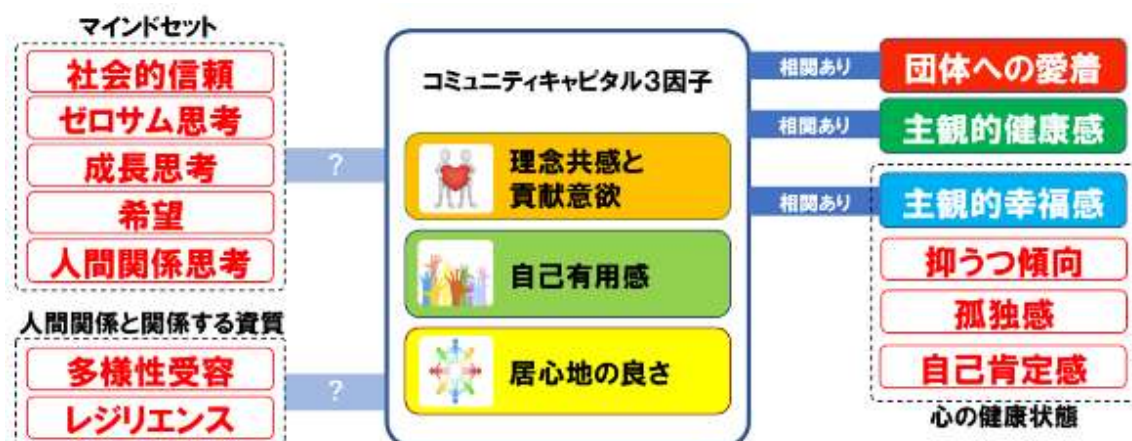 マインドセット
社会的信頼
ゼロサム思考
成長思考
希望
人間関係思考
?
人間関係と関係する資質
多様性受容
レジリエンス
?
コミュニティキャピタル3因子
理念共感と
貢献意欲
自己有用感
居心地の良さ
相関あり
団体への愛着
相関あり
主観的健康感
相関あり
主観的幸福感
抑うつ傾向
孤独感
自己肯定感
心の健康状態